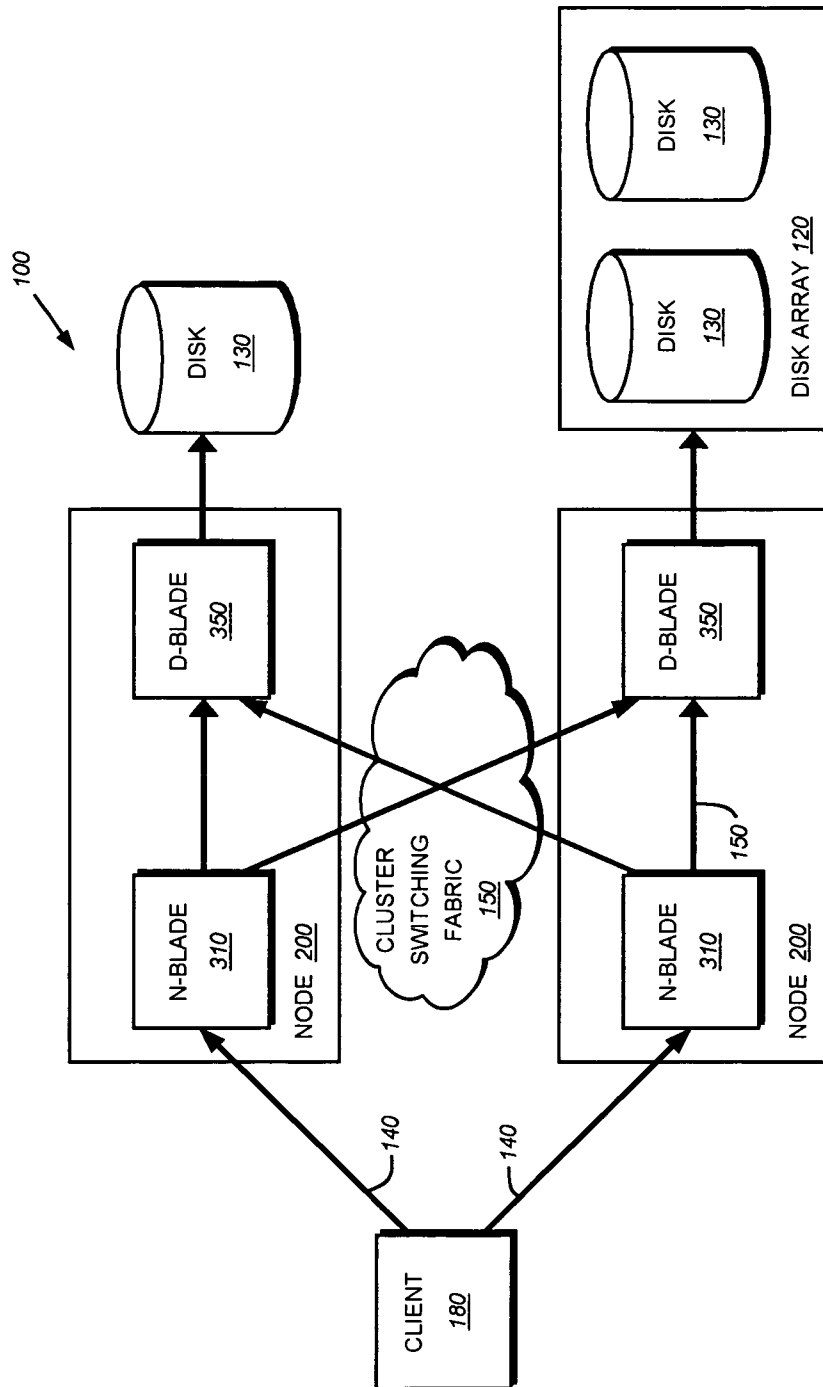 100
CLIENT
180
140
140
N-BLADE
310
D-BLADE
350
NODE 200
DISK
130
CLUSTER
SWITCHING
FABRIC
150
N-BLADE
310
150
D-BLADE
350
NODE 200
DISK
130
DISK
130
DISK ARRAY 120